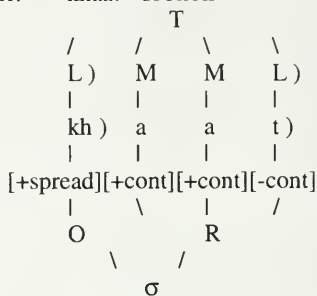 T
/ / \ \
L ) M M L )
| | | |
kh ) a a t )
| | | |
[+spread][+cont][+cont][-cont]
| \ | /
O R
\ /
σ